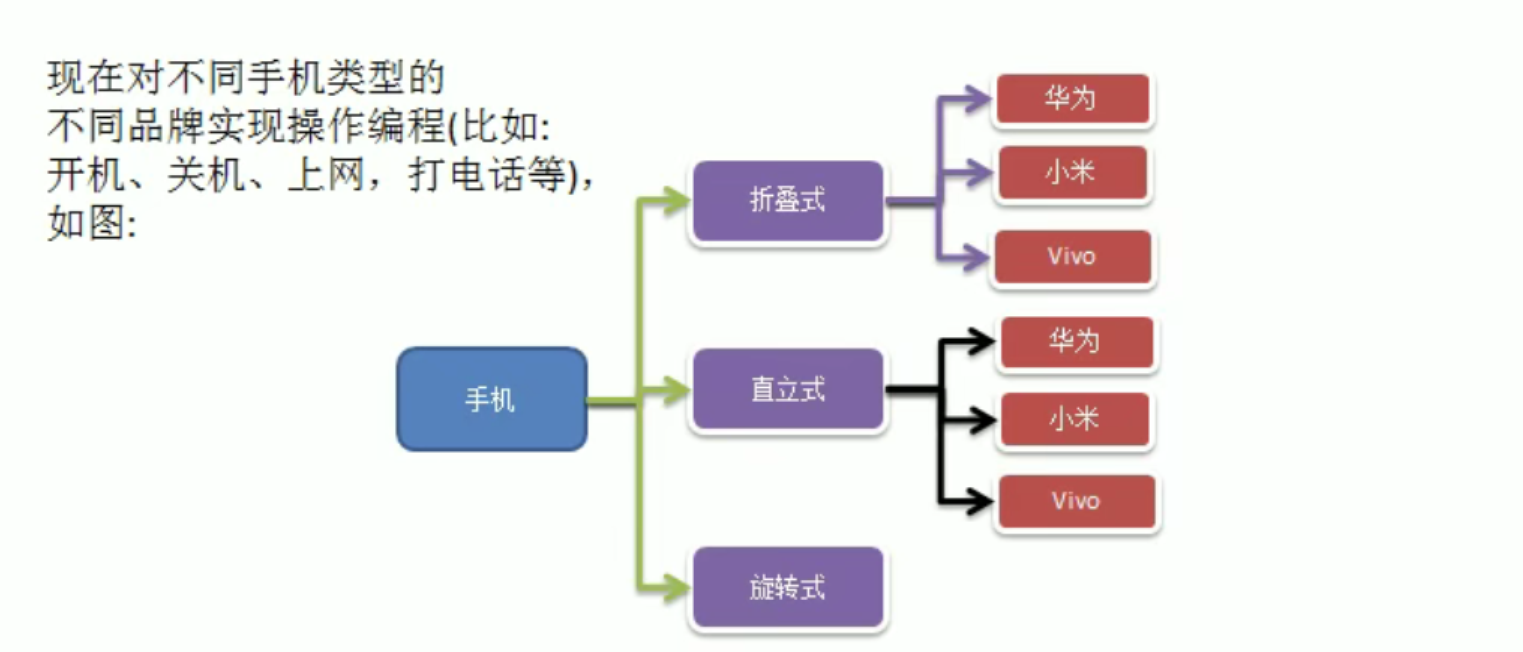 现在对不同手机类型的
不同品牌实现操作编程(比如:
开机、关机、上网，打电话等)，
如图:
手机
折叠式
华为
小米
Vivo
直立式
华为
小米
Vivo
旋转式